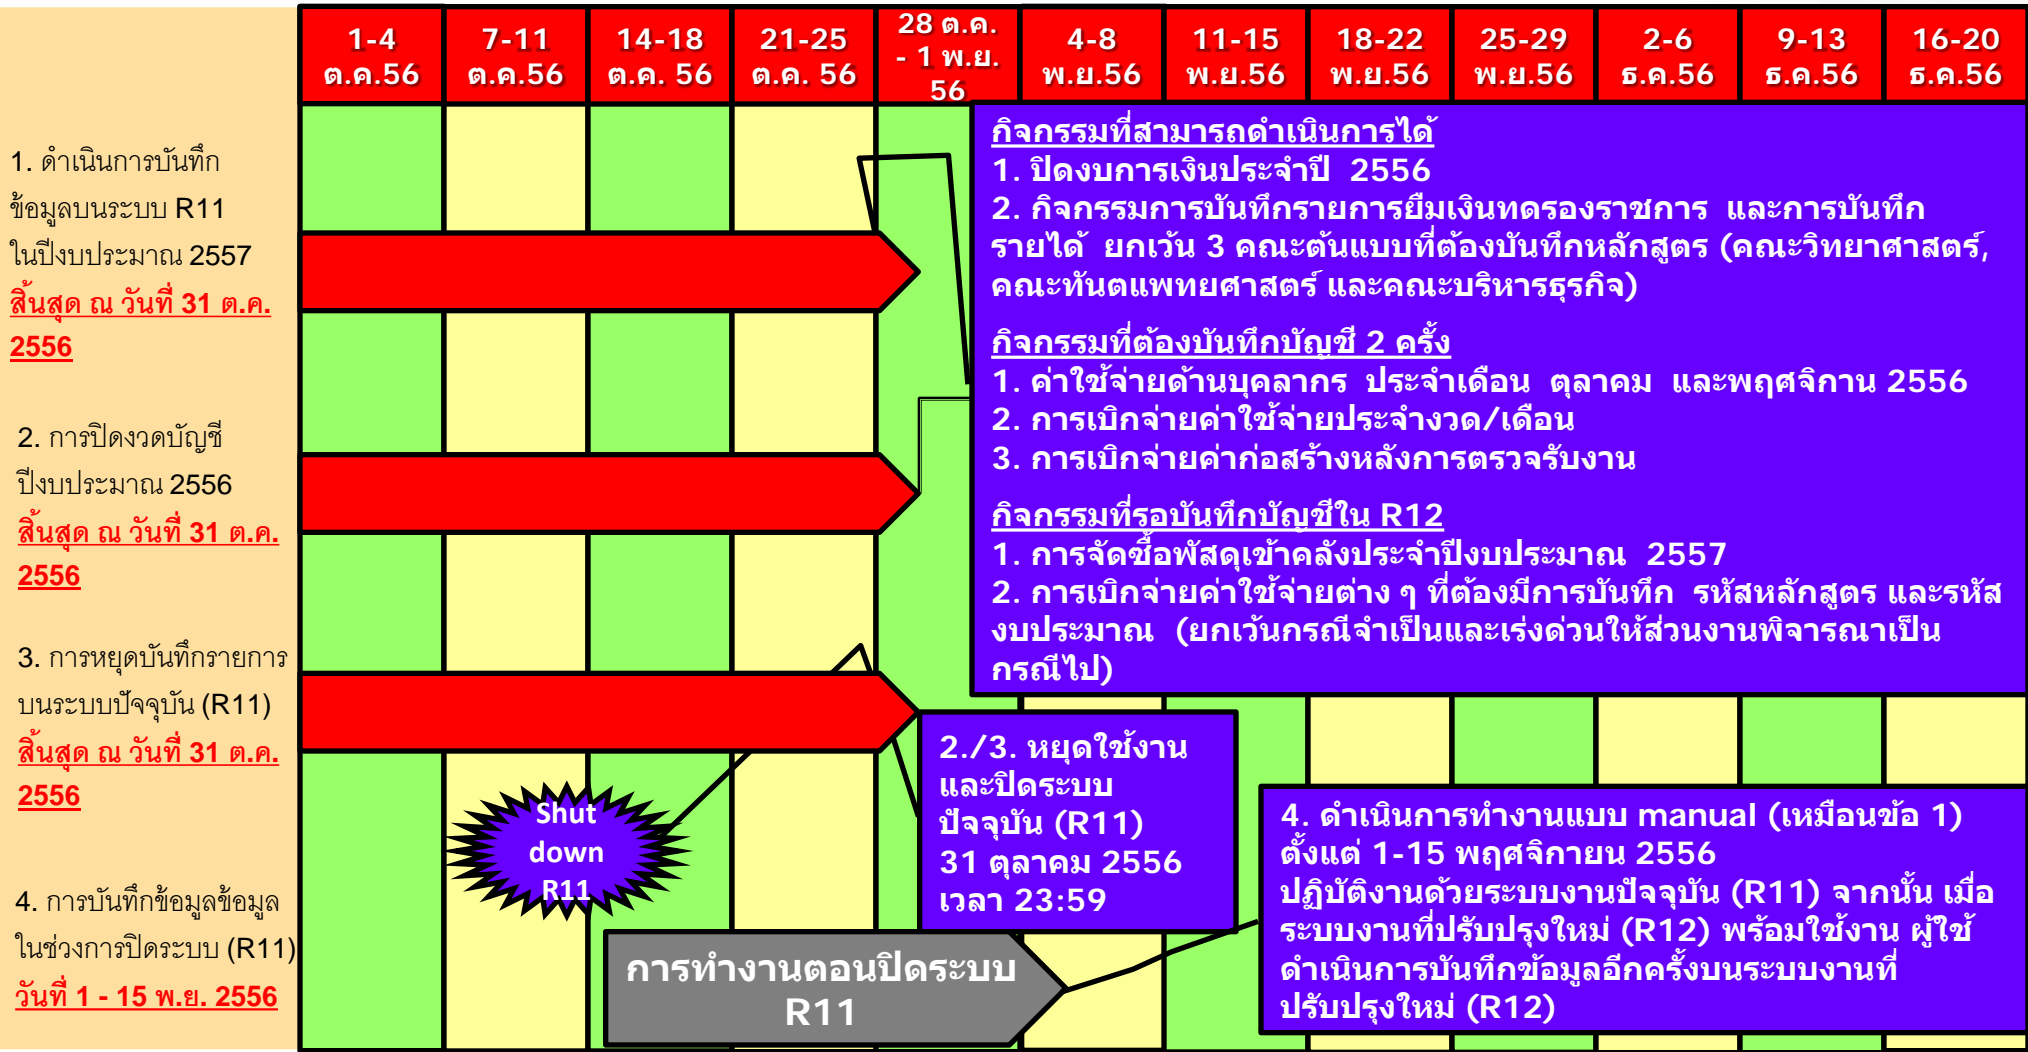 1-4
ต.ค.56
7-11
ต.ค.56
14-18
ต.ค. 56
21-25
ต.ค. 56
28 ต.ค.
- 1 พ.ย.
56
4-8
พ.ย.56
11-15
พ.ย.56
18-22
พ.ย.56
25-29
พ.ย.56
2-6
ธ.ค.56
9-13
ธ.ค.56
16-20
ธ.ค.56
1. ดำเนินการบันทึก
ข้อมูลบนระบบ R11
ในปีงบประมาณ 2557
สิ้นสุด ณ วันที่ 31 ต.ค.
2556
2. การปิดงวดบัญชี
ปีงบประมาณ 2556
สิ้นสุด ณ วันที่ 31 ต.ค.
2556
3. การหยุดบันทึกรายการ
บนระบบปัจจุบัน (R11)
สิ้นสุด ณ วันที่ 31 ต.ค.
2556
4. การบันทึกข้อมูลข้อมูล
ในช่วงการปิดระบบ (R11)
วันที่ 1 - 15 พ.ย. 2556
กิจกรรมที่สามารถดำเนินการได้
1. ปิดงบการเงินประจำปี 2556
2. กิจกรรมการบันทึกรายการยืมเงินทดรองราชการ และการบันทึก
รายได้ ยกเว้น 3 คณะต้นแบบที่ต้องบันทึกหลักสูตร (คณะวิทยาศาสตร์,
คณะทันตแพทยศาสตร์ และคณะบริหารธุรกิจ)
กิจกรรมที่ต้องบันทึกบัญชี 2 ครั้ง
1. ค่าใช้จ่ายด้านบุคลากร ประจำเดือน ตุลาคม และพฤศจิกาน 2556
2. การเบิกจ่ายค่าใช้จ่ายประจำงวด/เดือน
3. การเบิกจ่ายค่าก่อสร้างหลังการตรวจรับงาน
กิจกรรมที่รอบันทึกบัญชีใน R12
1. การจัดซื้อพัสดุเข้าคลังประจำปีงบประมาณ 2557
2. การเบิกจ่ายค่าใช้จ่ายต่าง ๆ ที่ต้องมีการบันทึก รหัสหลักสูตร และรหัส
งบประมาณ (ยกเว้นกรณีจำเป็นและเร่งด่วนให้ส่วนงานพิจารณาเป็น
กรณีไป)
2./3. หยุดใช้งาน
และปิดระบบ
ปัจจุบัน (R11)
31 ตุลาคม 2556
เวลา 23:59
Shut
down
R11
การทำงานตอนปิดระบบ
R11
4. ดำเนินการทำงานแบบ manual (เหมือนข้อ 1)
ตั้งแต่ 1-15 พฤศจิกายน 2556
ปฏิบัติงานด้วยระบบงานปัจจุบัน (R11) จากนั้น เมื่อ
ระบบงานที่ปรับปรุงใหม่ (R12) พร้อมใช้งาน ผู้ใช้
ดำเนินการบันทึกข้อมูลอีกครั้งบนระบบงานที่
ปรับปรุงใหม่ (R12)